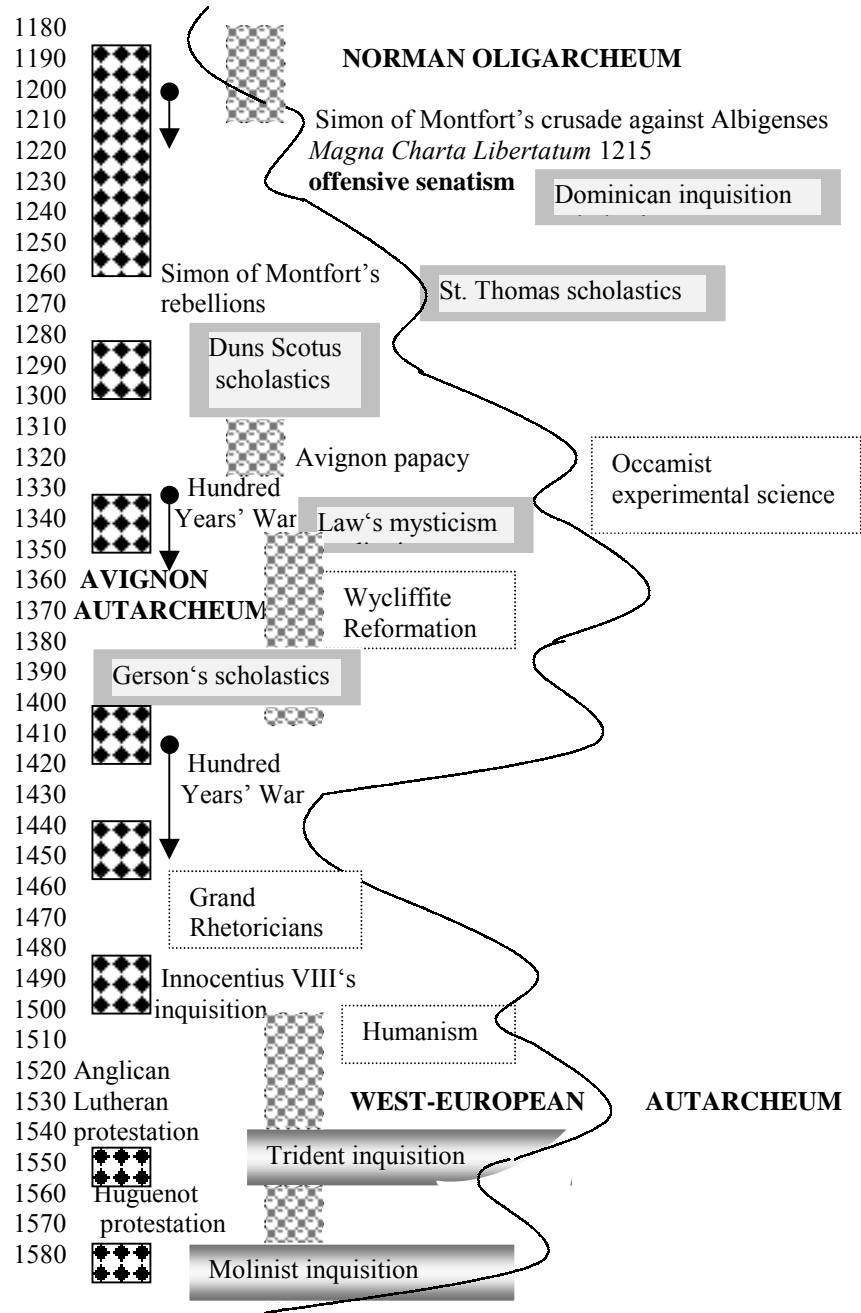 1180
1190 NORMAN OLIGARCHEUM
1200
1210 Simon of Montfort's crusade against Albigenses
1220 Magna Charta Libertatum 1215
1230 offensive senatism
Dominican inquisition
1240
1250
1260 Simon of Montfort's
1270 rebellions
St. Thomas scholastics
1280
Duns Scotus
1290
scholastics
1300
1310
1320 Avignon papacy
Occamist
experimental science
1330 Hundred
1340 Years' War
Law‘s mysticism
1350
1360 AVIGNON
1370 AUTARCHEUM
Wycliffite
Reformation
1380
1390 Gerson‘s scholastics
1400
1410
1420 Hundred
1430 Years' War
1440
1450
1460
Grand
1470
Rhetoricians
1480
1490 Innocentius VIII‘s
1500 inquisition
1510 Humanism
1520 Anglican
1530 Lutheran WEST-EUROPEAN AUTARCHEUM
1540 protestation
1550 Trident inquisition
1560 Huguenot
1570 protestation
1580 Molinist inquisition